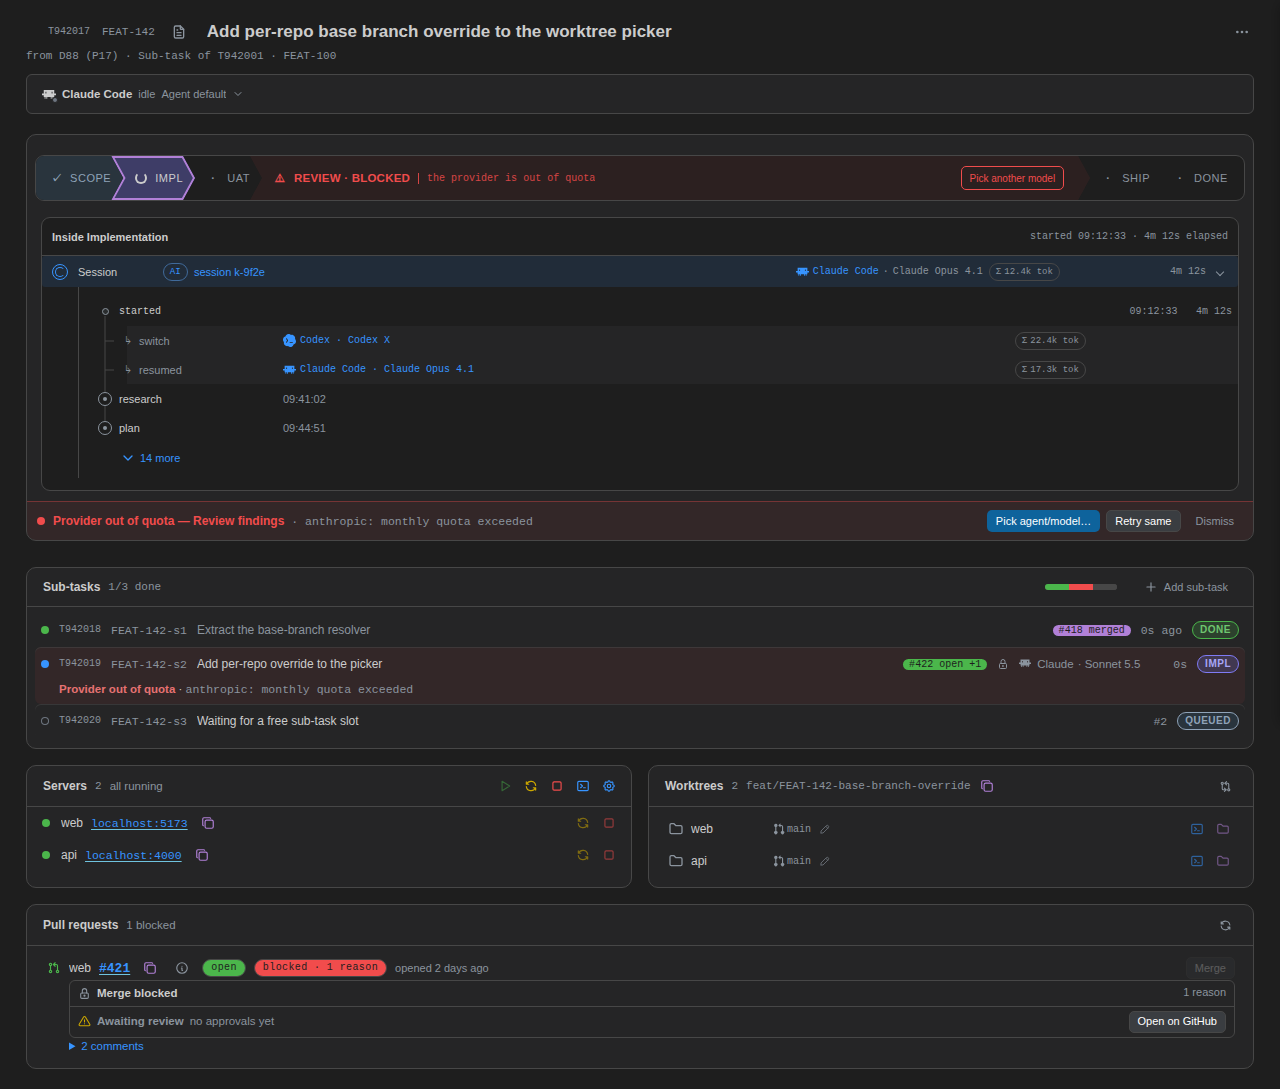 T942017 FEAT-142 Add per-repo base branch override to the worktree picker
from D88 (P17) · Sub-task of T942001 · FEAT-100
Claude Code idle Agent default
SCOPE IMPL · UAT REVIEW · BLOCKED | the provider is out of quota Pick another model · SHIP · DONE
Inside Implementation started 09:12:33 · 4m 12s elapsed
Session AI session k-9f2e Claude Code · Claude Opus 4.1 Σ 12.4k tok 4m 12s
started 09:12:33 4m 12s
↳ switch Codex · Codex X Σ 22.4k tok
↳ resumed Claude Code · Claude Opus 4.1 Σ 17.3k tok
research 09:41:02
plan 09:44:51
14 more
Provider out of quota — Review findings · anthropic: monthly quota exceeded Pick agent/model… Retry same Dismiss
Sub-tasks 1/3 done Add sub-task
T942018 FEAT-142-s1 Extract the base-branch resolver #418 merged 0s ago DONE
T942019 FEAT-142-s2 Add per-repo override to the picker #422 open +1 Claude · Sonnet 5.5 0s IMPL
Provider out of quota · anthropic: monthly quota exceeded
T942020 FEAT-142-s3 Waiting for a free sub-task slot #2 QUEUED
Servers 2 all running
web localhost:5173
api localhost:4000
Worktrees 2 feat/FEAT-142-base-branch-override
web main
api main
Pull requests 1 blocked
web #421 open blocked · 1 reason opened 2 days ago Merge
Merge blocked 1 reason
Awaiting review no approvals yet Open on GitHub
2 comments